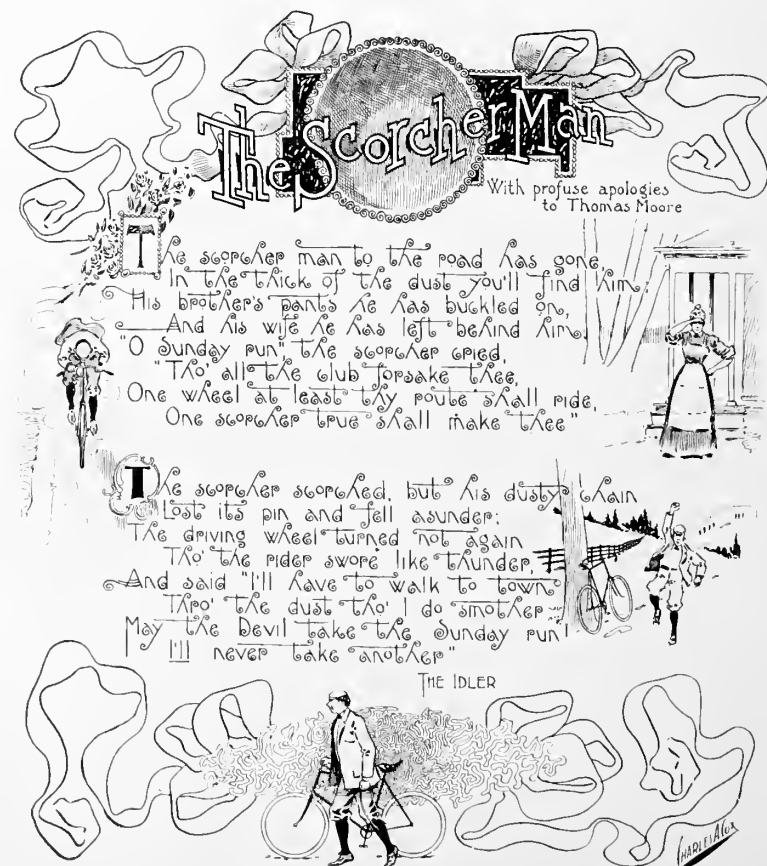 The Scorcher Man
With profuse apologies
to Thomas Moore
The scorcher man to the road has gone,
In the thick of the dust you'll find him;
His brother's pants he has buckled on,
And his wife he has left behind him.
"O Sunday run" the scorcher cried,
"Tho' all the club forsake thee,
One wheel at least thy route shall ride,
One scorcher true shall make thee"
The scorcher scorched, but his dusty chain
Lost its pin and fell asunder;
The driving wheel turned not again
Tho' the rider swore like thunder,
And said "I'll have to walk to town
Thro' the dust tho' I do smother
May the Devil take the Sunday run!
I'll never take another"
THE IDLER
CHARLES A COX